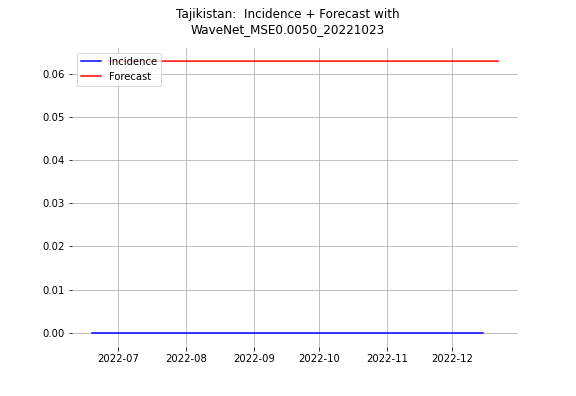 Tajikistan:  Incidence + Forecast with
WaveNet_MSE0.0050_20221023
Incidence
Forecast
0.06
0.05
0.04
0.03
0.02
0.01
0.00
2022-07 2022-08 2022-09 2022-10 2022-11 2022-12